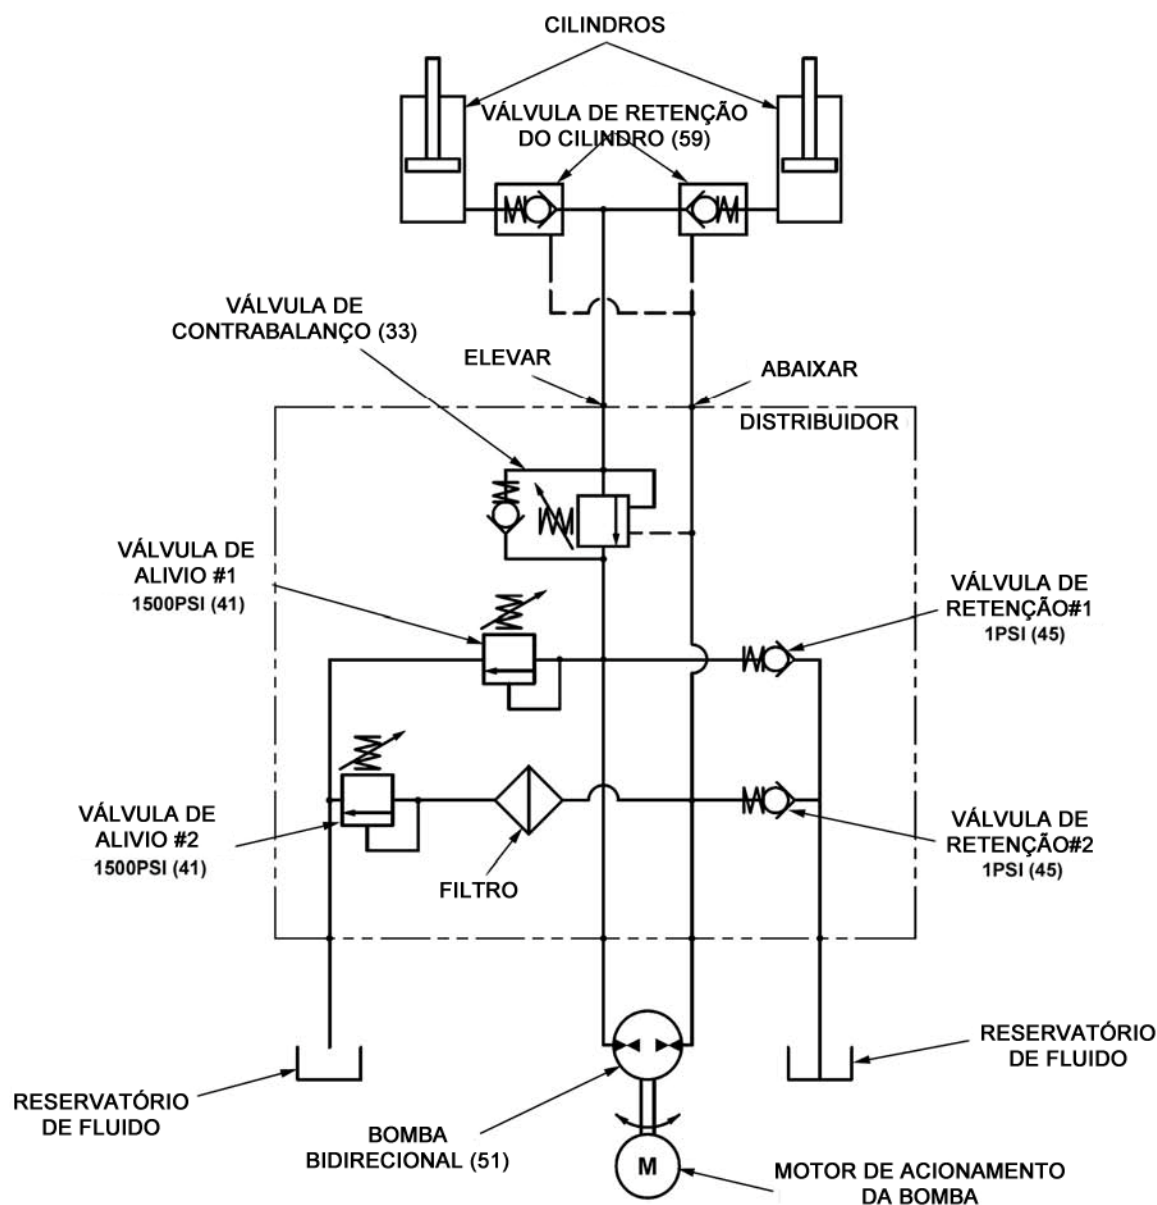 CILINDROS
VÁLVULA DE RETENÇÃO
DO CILINDRO (59)
VÁLVULA DE
CONTRABALANÇO (33)
ELEVAR
ABAIXAR
DISTRIBUIDOR
VÁLVULA DE
ALIVIO #1
1500PSI (41)
VÁLVULA DE
RETENÇÃO#1
1PSI (45)
VÁLVULA DE
ALIVIO #2
1500PSI (41)
FILTRO
VÁLVULA DE
RETENÇÃO#2
1PSI (45)
RESERVATÓRIO
DE FLUIDO
RESERVATÓRIO
DE FLUIDO
BOMBA
BIDIRECIONAL (51)
M
MOTOR DE ACIONAMENTO
DA BOMBA